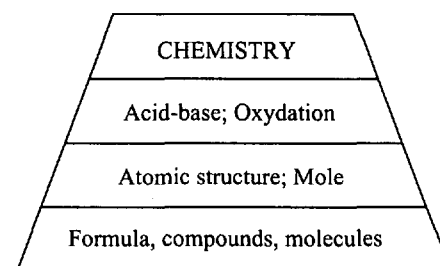 CHEMISTRY
Acid-base; Oxydation
Atomic structure; Mole
Formula, compounds, molecules